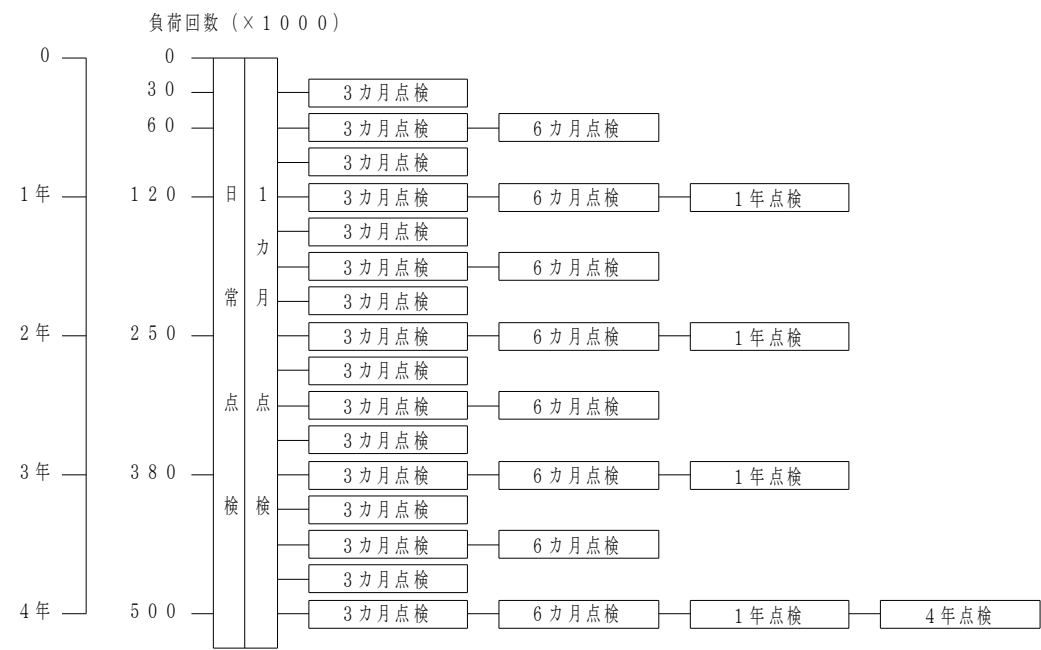 負荷回数(×1000)
0 0
30 3カ月点検
60 3カ月点検 6カ月点検
3カ月点検
1年 120 3カ月点検 6カ月点検 1年点検
3カ月点検
3カ月点検 6カ月点検
3カ月点検
2年 250 3カ月点検 6カ月点検 1年点検
3カ月点検
3カ月点検 6カ月点検
3カ月点検
3年 380 3カ月点検 6カ月点検 1年点検
3カ月点検
3カ月点検 6カ月点検
3カ月点検
4年 500 3カ月点検 6カ月点検 1年点検 4年点検
日常点検
1カ月点検